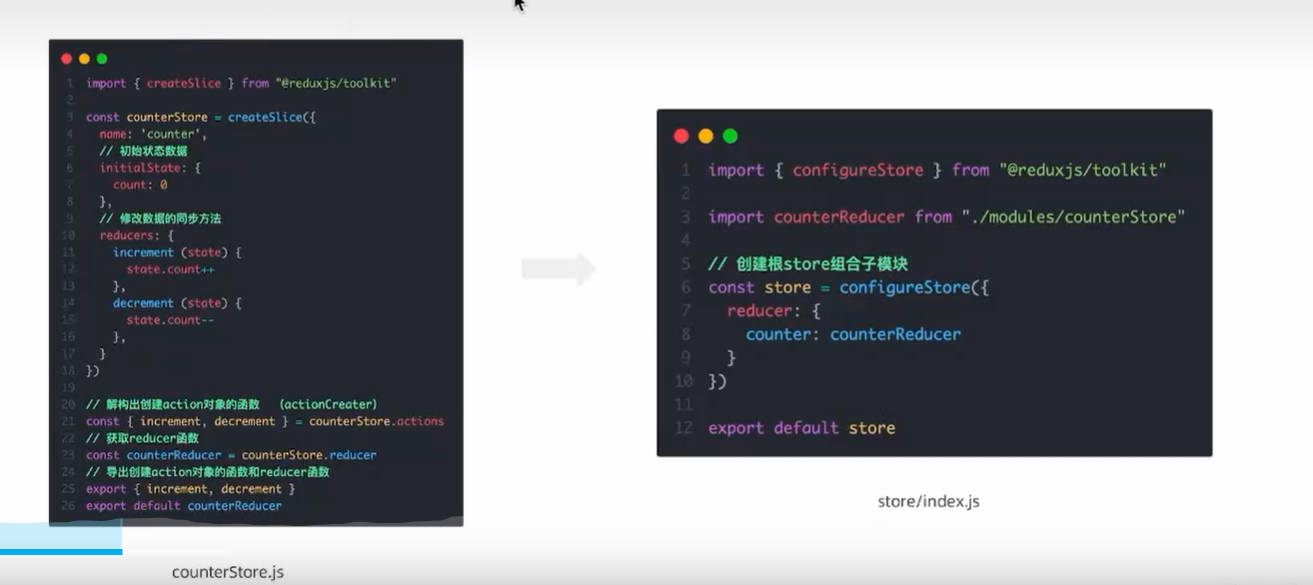 1 import { createSlice } from "@reduxjs/toolkit"
2
3 const counterStore = createSlice({
4 name: 'counter',
5 // 初始状态数据
6 initialState: {
7 count: 0
8 },
9 // 修改数据的同步方法
10 reducers: {
11 increment (state) {
12 state.count++
13 },
14 decrement (state) {
15 state.count--
16 },
17 }
18 })
19
20 // 解构出创建action对象的函数 （actionCreater)
21 const { increment, decrement } = counterStore.actions
22 // 获取reducer函数
23 const counterReducer = counterStore.reducer
24 // 导出创建action对象的函数和reducer函数
25 export { increment, decrement }
26 export default counterReducer
counterStore.js
1 import { configureStore } from "@reduxjs/toolkit"
2
3 import counterReducer from "./modules/counterStore"
4
5 // 创建根store组合子模块
6 const store = configureStore({
7 reducer: {
8 counter: counterReducer
9 }
10 })
11
12 export default store
store/index.js